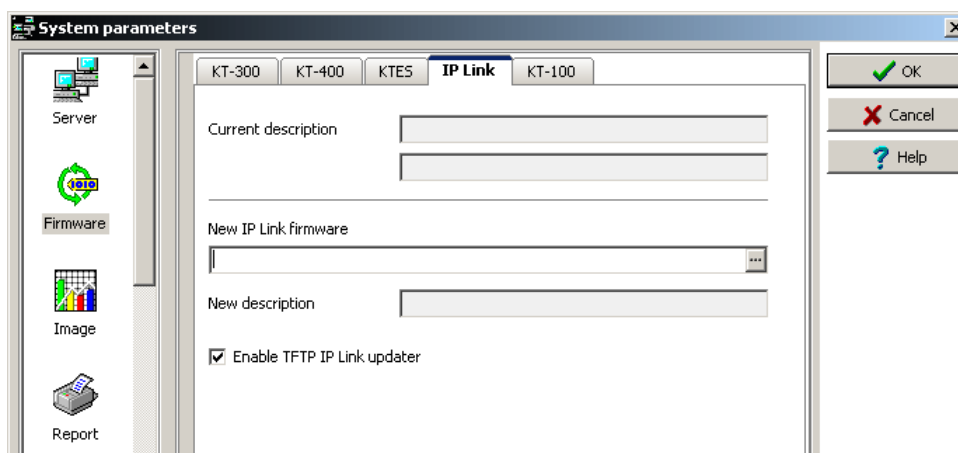 System parameters
Server
Firmware
Image
Report
KT-300 KT-400 KTES IP Link KT-100
Current description
New IP Link firmware
...
New description
Enable TFTP IP Link updater
OK
Cancel
? Help